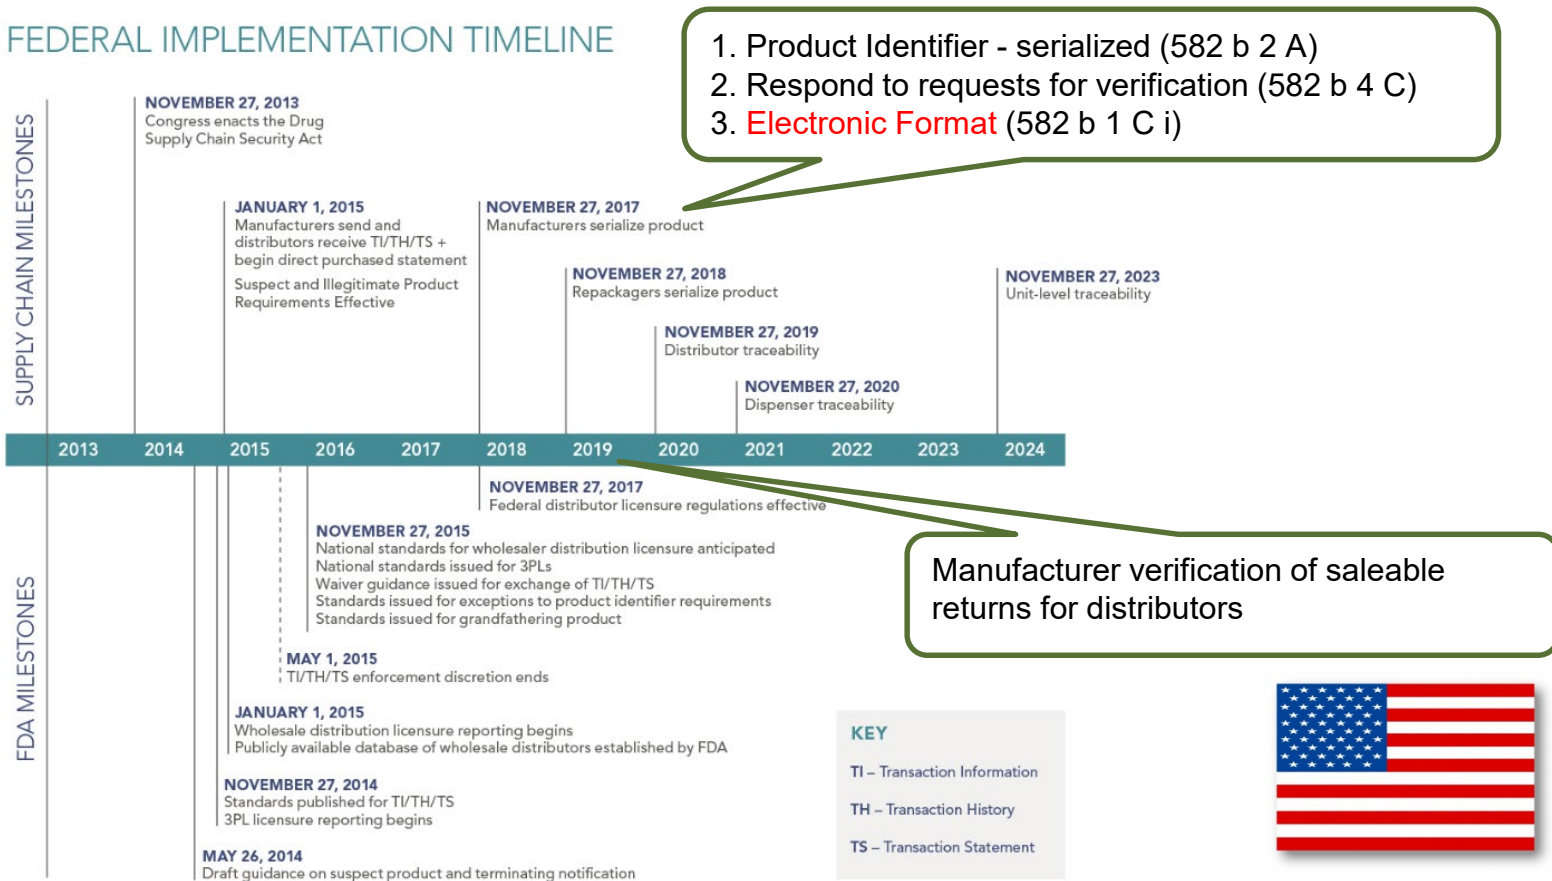 FEDERAL IMPLEMENTATION TIMELINE
1. Product Identifier - serialized (582 b 2 A)
2. Respond to requests for verification (582 b 4 C)
3. Electronic Format (582 b 1 C i)
SUPPLY CHAIN MILESTONES
NOVEMBER 27, 2013
Congress enacts the Drug
Supply Chain Security Act
JANUARY 1, 2015
Manufacturers send and
distributors receive TI/TH/TS +
begin direct purchased statement
Suspect and Illegitimate Product
Requirements Effective
NOVEMBER 27, 2017
Manufacturers serialize product
NOVEMBER 27, 2018
Repackagers serialize product
NOVEMBER 27, 2019
Distributor traceability
NOVEMBER 27, 2020
Dispenser traceability
NOVEMBER 27, 2023
Unit-level traceability
2013 2014 2015 2016 2017 2018 2019 2020 2021 2022 2023 2024
FDA MILESTONES
NOVEMBER 27, 2017
Federal distributor licensure regulations effective
NOVEMBER 27, 2015
National standards for wholesaler distribution licensure anticipated
National standards issued for 3PLs
Waiver guidance issued for exchange of TI/TH/TS
Standards issued for exceptions to product identifier requirements
Standards issued for grandfathering product
MAY 1, 2015
TI/TH/TS enforcement discretion ends
JANUARY 1, 2015
Wholesale distribution licensure reporting begins
Publicly available database of wholesale distributors established by FDA
NOVEMBER 27, 2014
Standards published for TI/TH/TS
3PL licensure reporting begins
MAY 26, 2014
Draft guidance on suspect product and terminating notification
Manufacturer verification of saleable
returns for distributors
KEY
TI – Transaction Information
TH – Transaction History
TS – Transaction Statement